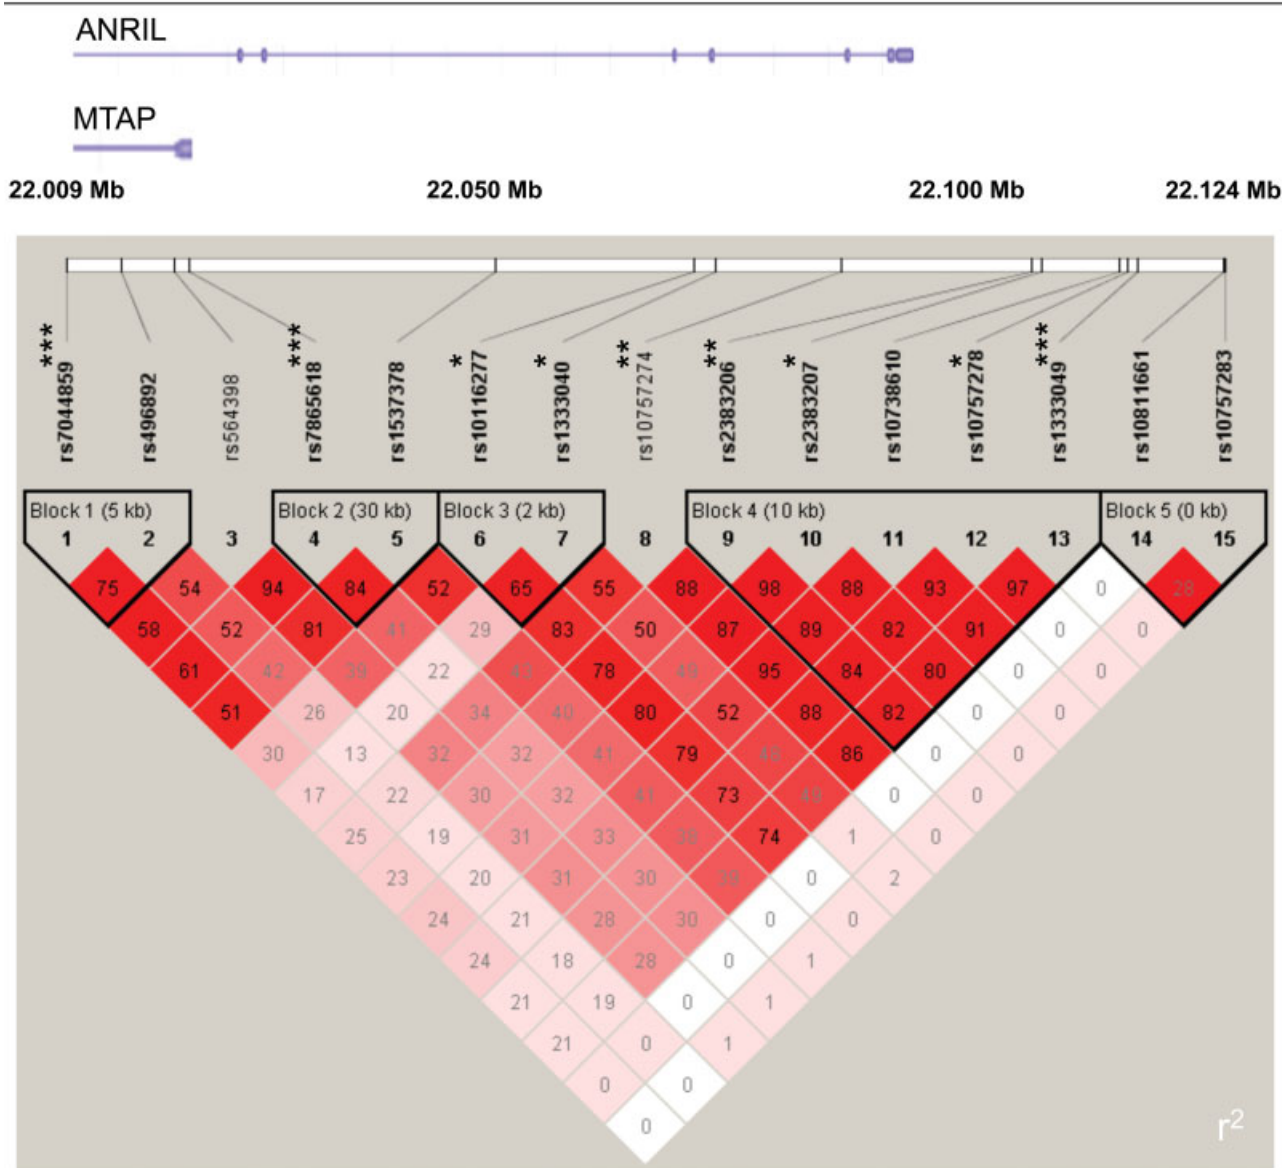 ANRIL
MTAP
22.009 Mb 22.050 Mb 22.100 Mb 22.124 Mb
*** *** * * ** ** * * ***
rs7044859 rs496892 rs564398 rs7865618 rs1537378 rs10116277 rs1333040 rs10757274 rs2383206 rs2383207 rs10738610 rs10757278 rs1333049 rs10811661 rs10757283
Block 1 (5 kb) Block 2 (30 kb) Block 3 (2 kb) Block 4 (10 kb) Block 5 (0 kb)
1 2 3 4 5 6 7 8 9 10 11 12 13 14 15
75 54 94 84 52 65 55 88 98 88 93 97 0 28
58 52 81 41 29 83 50 87 89 82 91 0 0
61 42 39 22 43 78 49 95 84 80 0 0
51 26 20 34 40 80 52 88 82 0 0
30 13 32 32 41 79 48 86 0 0
17 22 30 32 41 73 49 0 0
25 19 31 33 38 74 1 0
23 20 31 30 39 0 2
24 21 28 30 0 0
24 18 28 0 1
21 19 0 1
21 0 1
0 0
0
r²